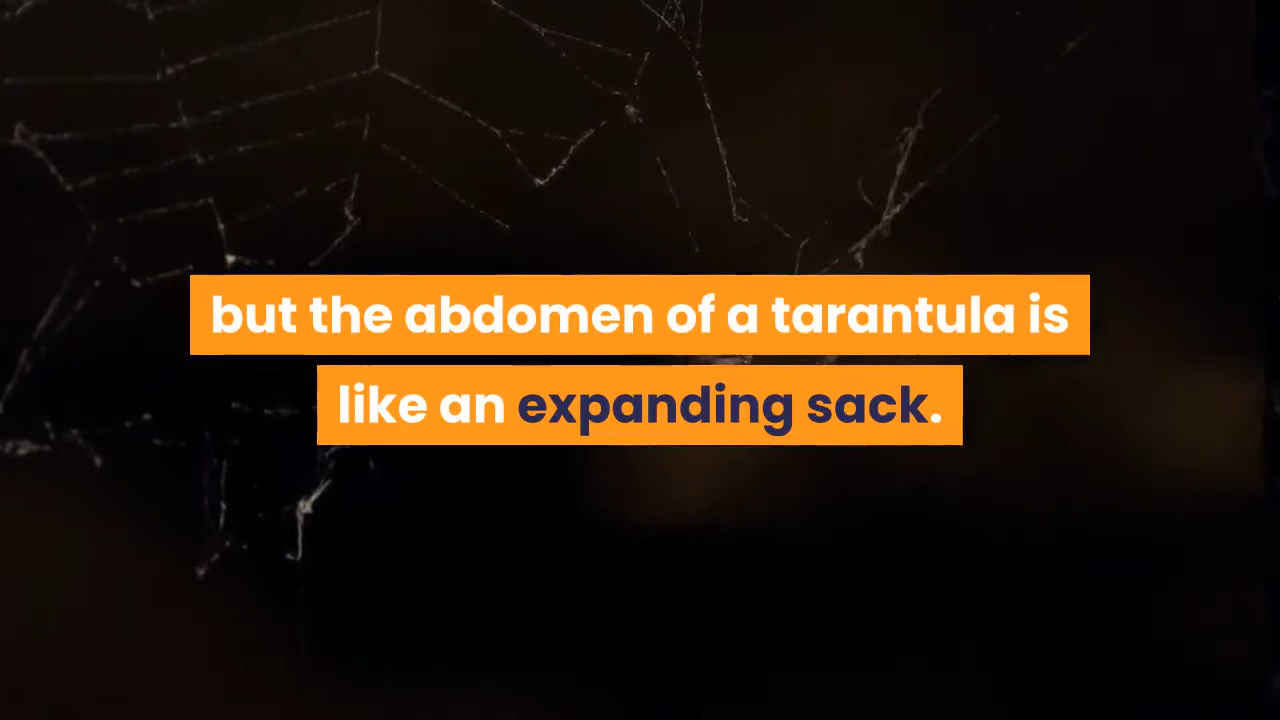 but the abdomen of a tarantula is
like an expanding sack.